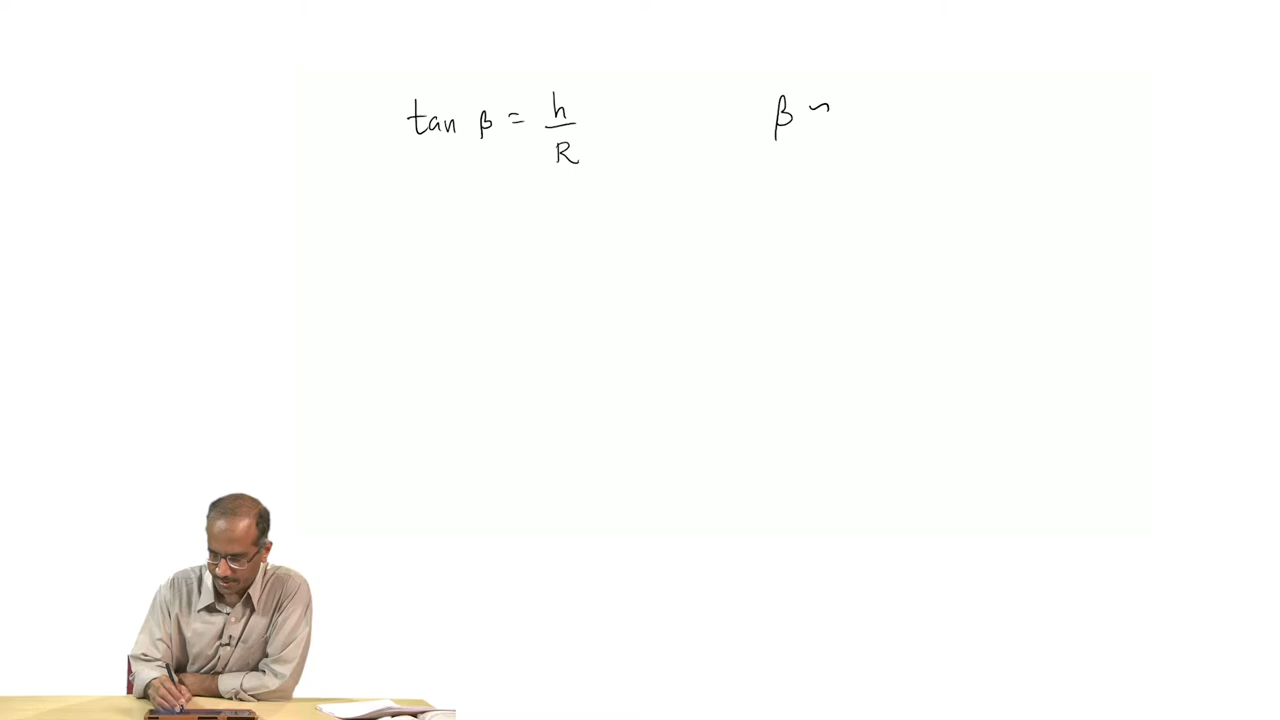 tan β = h/R
β ~